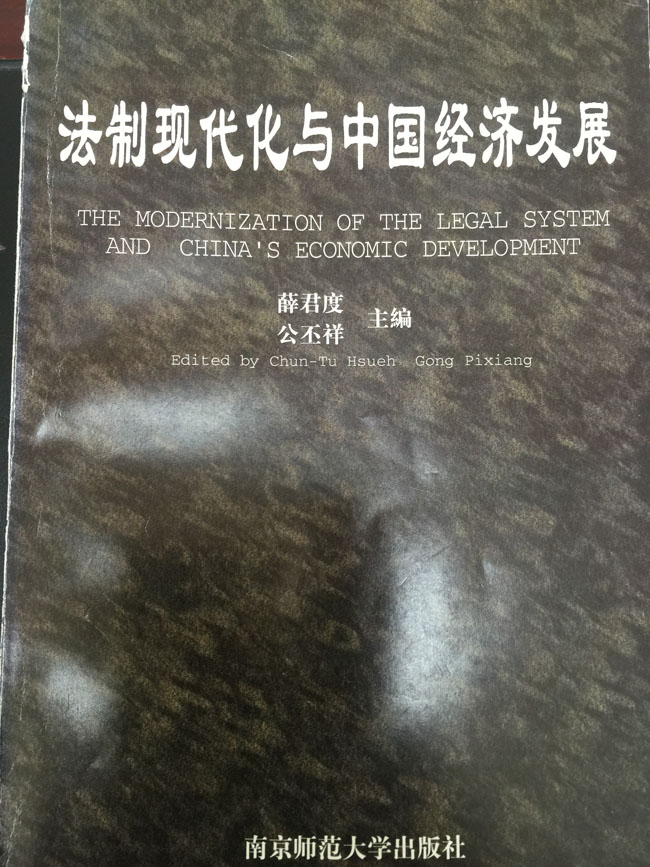 法制现代化与中国经济发展
THE MODERNIZATION OF THE LEGAL SYSTEM
AND CHINA'S ECONOMIC DEVELOPMENT
薛君度
公丕祥
主编
Edited by Chun-Tu Hsueh Gong Pixiang
南京师范大学出版社